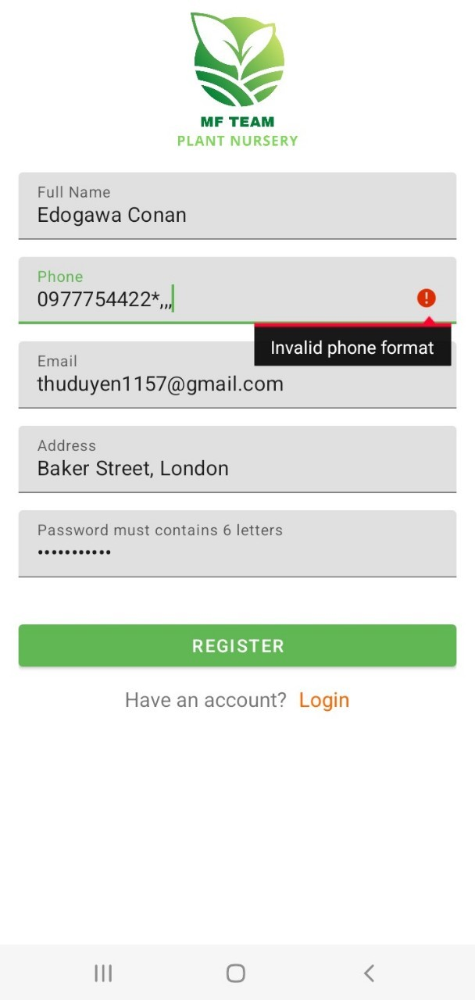 MF TEAM
PLANT NURSERY
Full Name
Edogawa Conan
Phone
0977754422*,,,
Invalid phone format
Email
thuduyen1157@gmail.com
Address
Baker Street, London
Password must contains 6 letters
•••••••••••
REGISTER
Have an account? Login